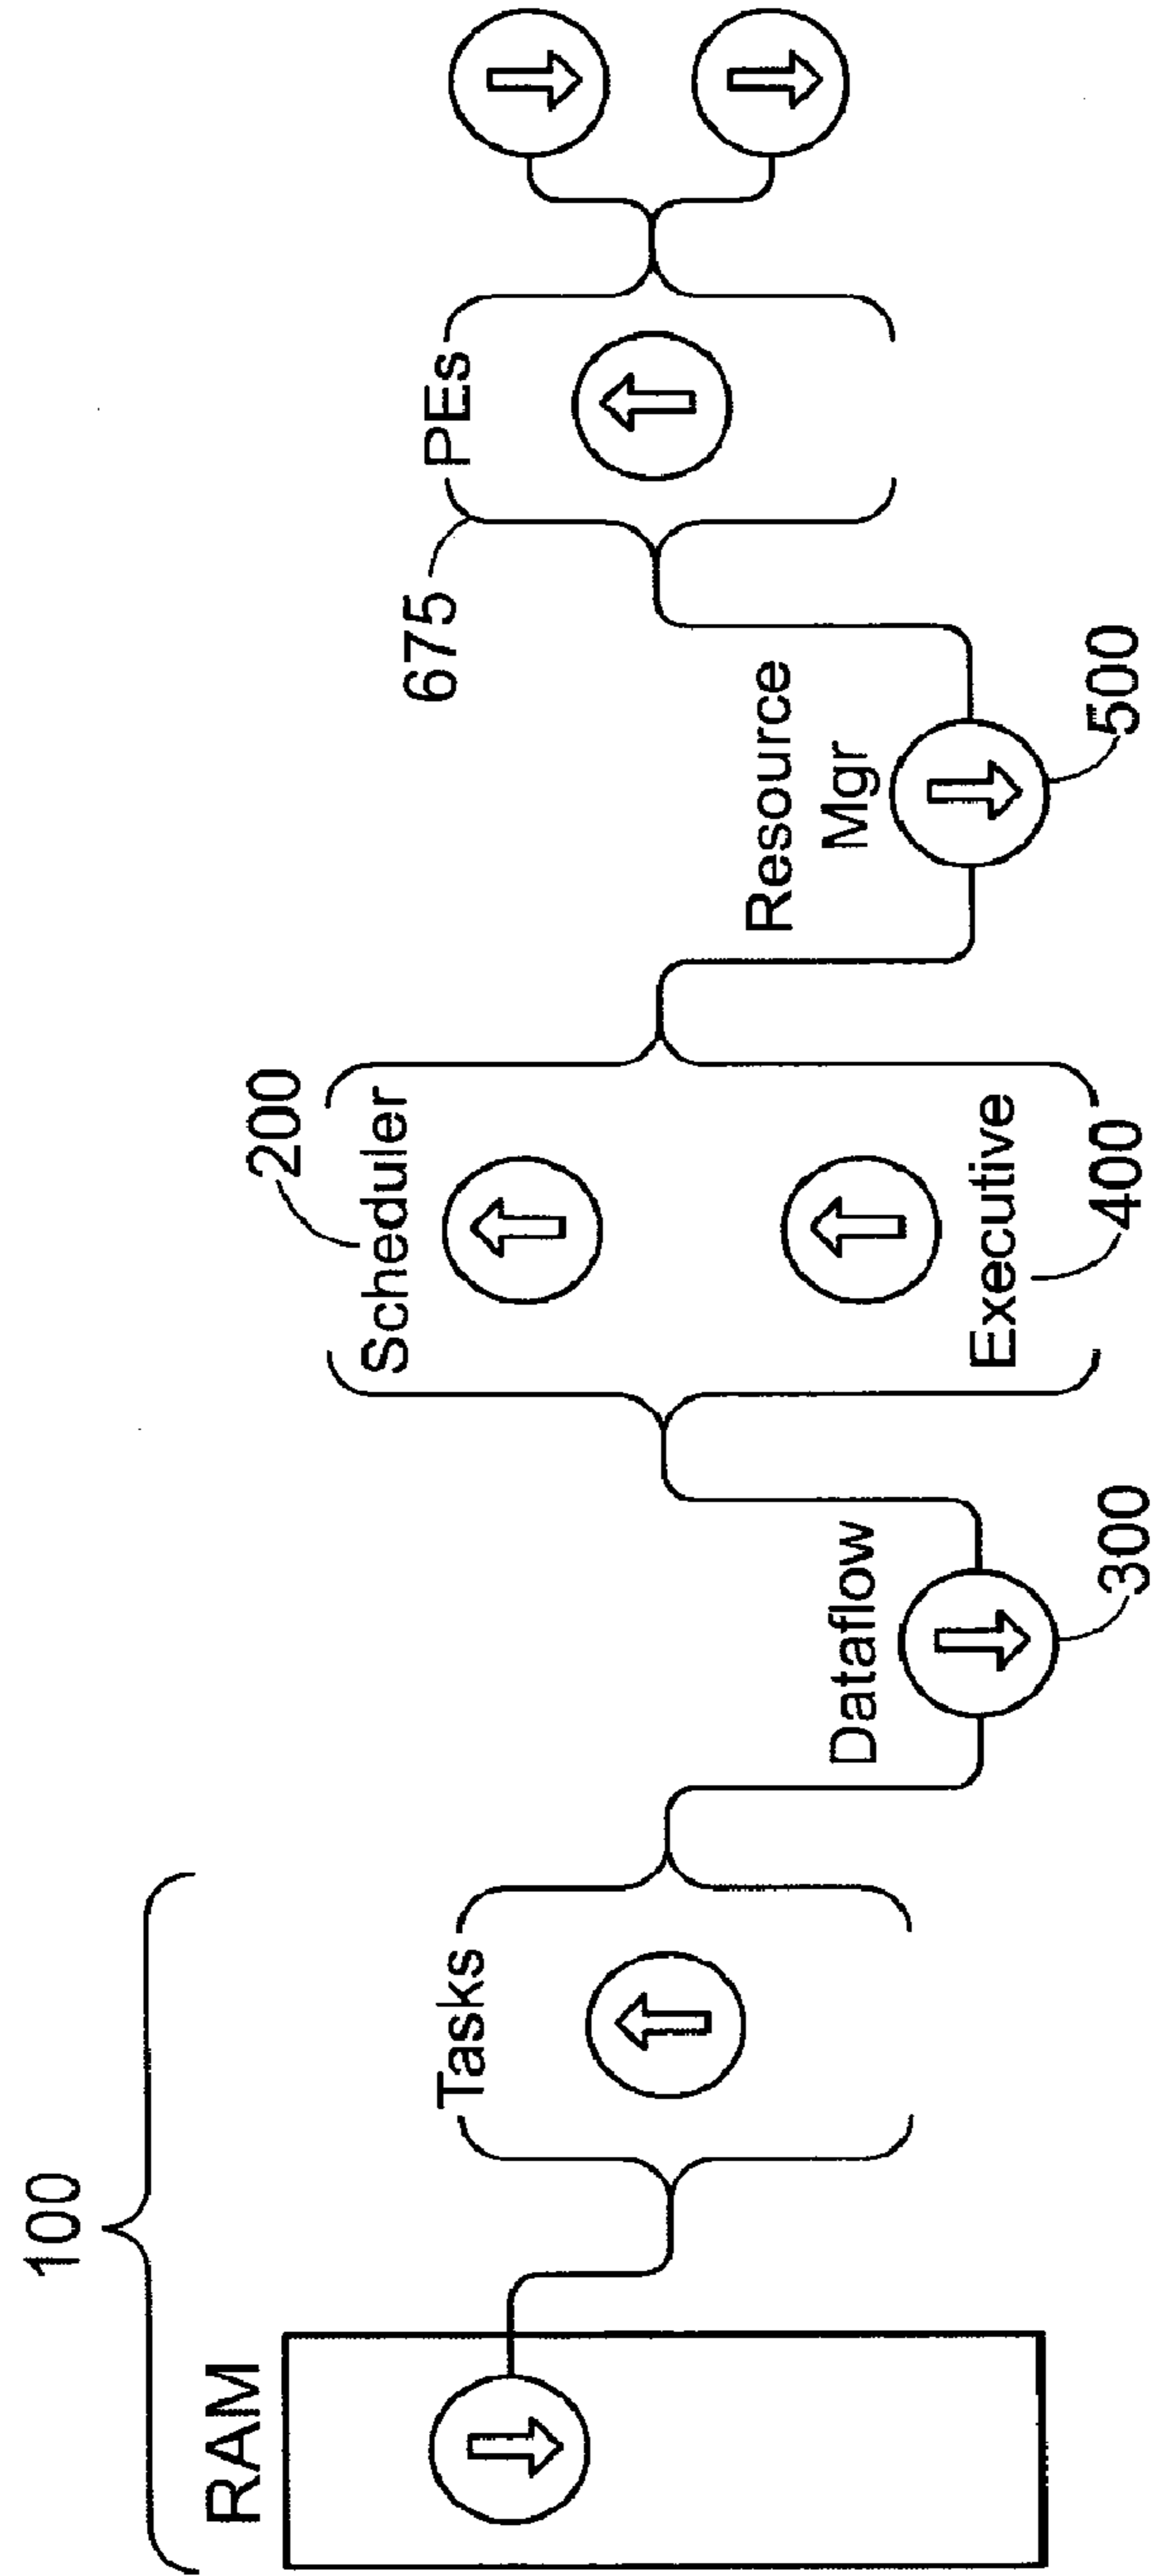 100
RAM
Tasks
Dataflow
300
200
Scheduler
Executive
400
Resource
Mgr
500
675
PEs